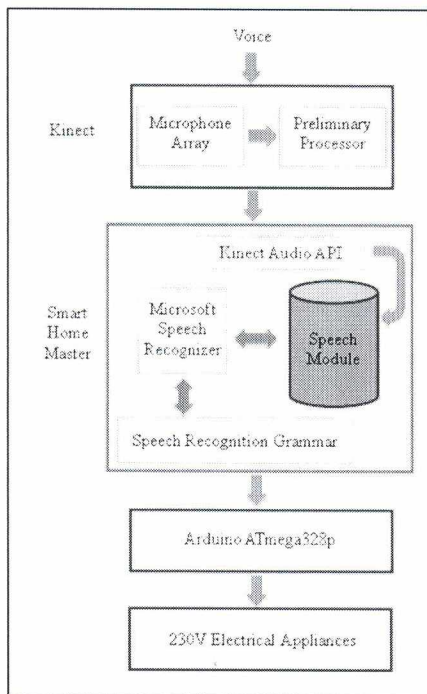 Voice
Kinect
Microphone
Array
Preliminary
Processor
Kinect Audio API
Smart
Home
Master
Microsoft
Speech
Recognizer
Speech
Module
Speech Recognition Grammar
Arduino ATmega328p
230V Electrical Appliances